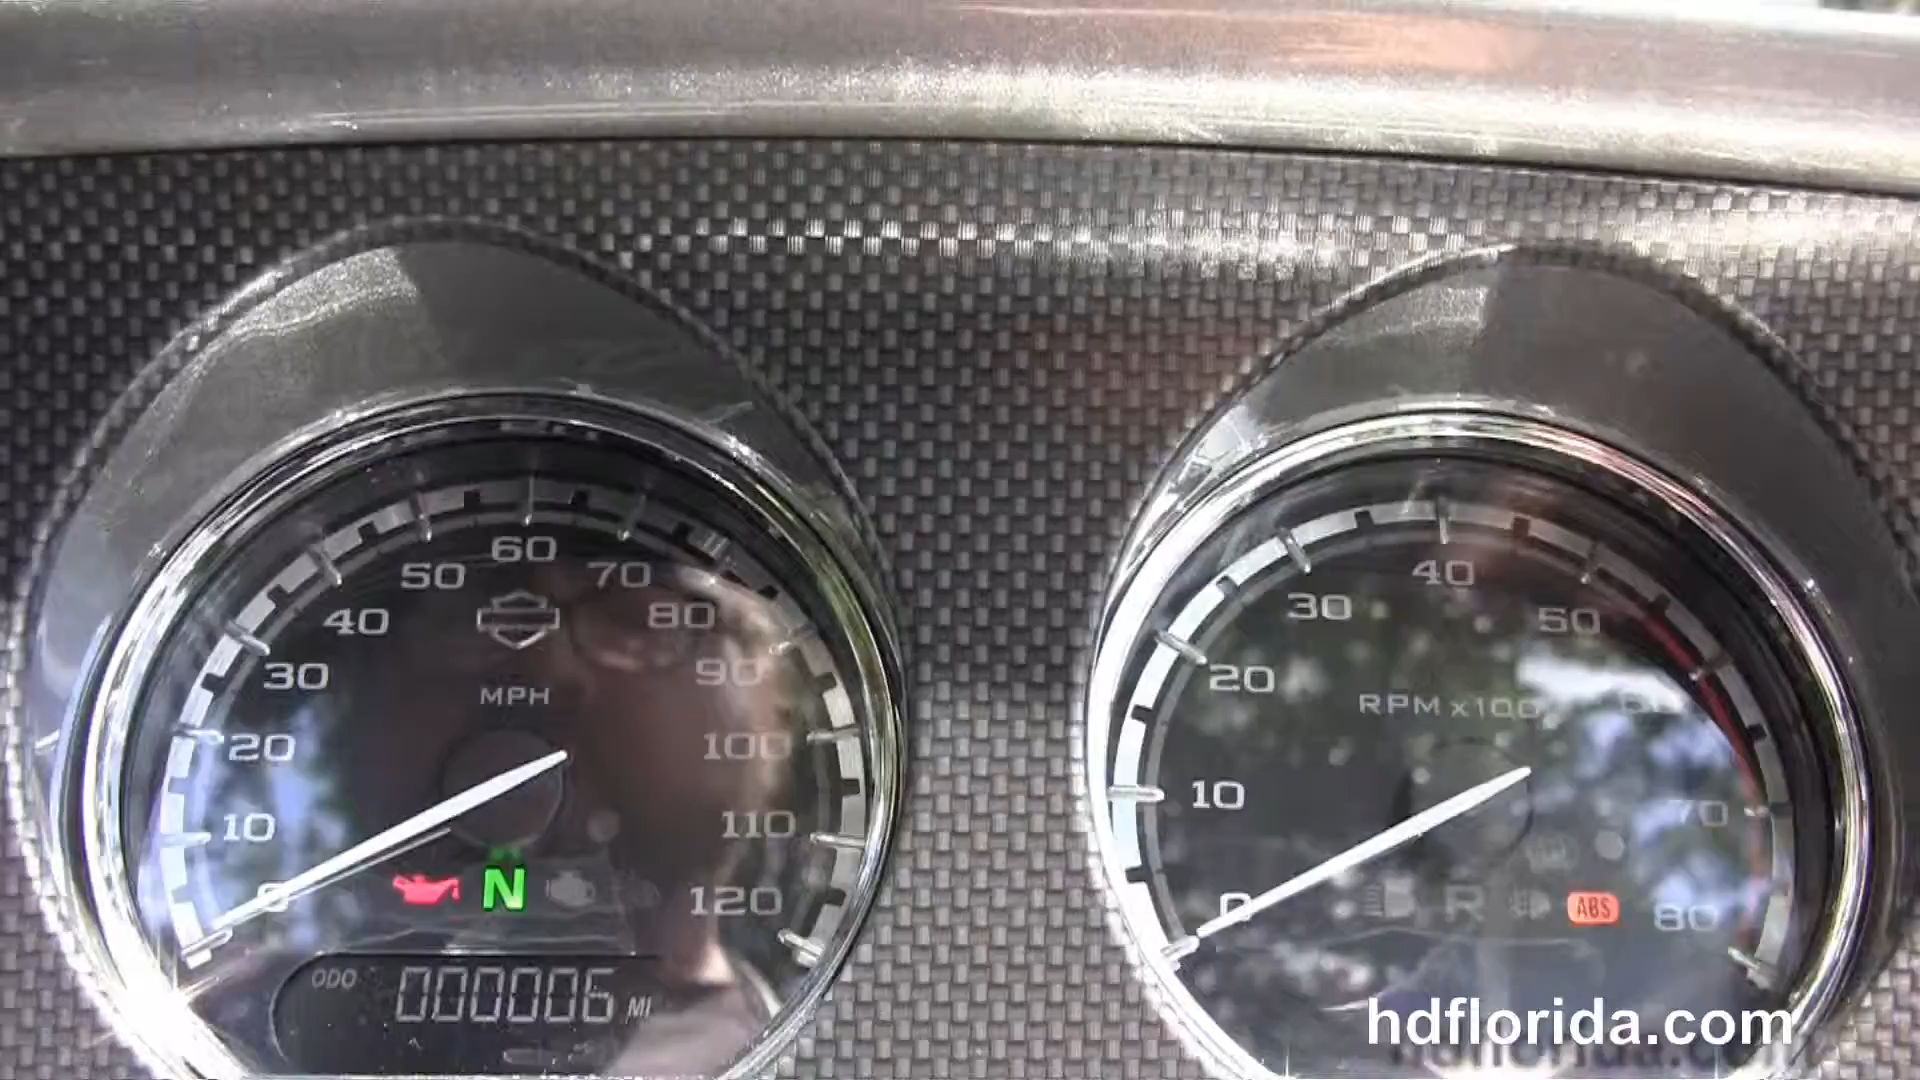 60
50 70
40 80
30 90
MPH
20 100
10 110
0 120
N
ODO 000006 MI
40
30 50
20 60
RPM x100
10 70
0 80
R ABS
hdflorida.com